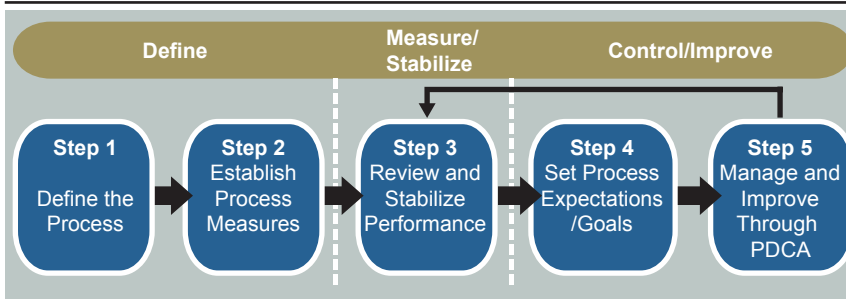 Define
Measure/
Stabilize
Control/Improve
Step 1
Define the
Process
Step 2
Establish
Process
Measures
Step 3
Review and
Stabilize
Performance
Step 4
Set Process
Expectations
/Goals
Step 5
Manage and
Improve
Through
PDCA